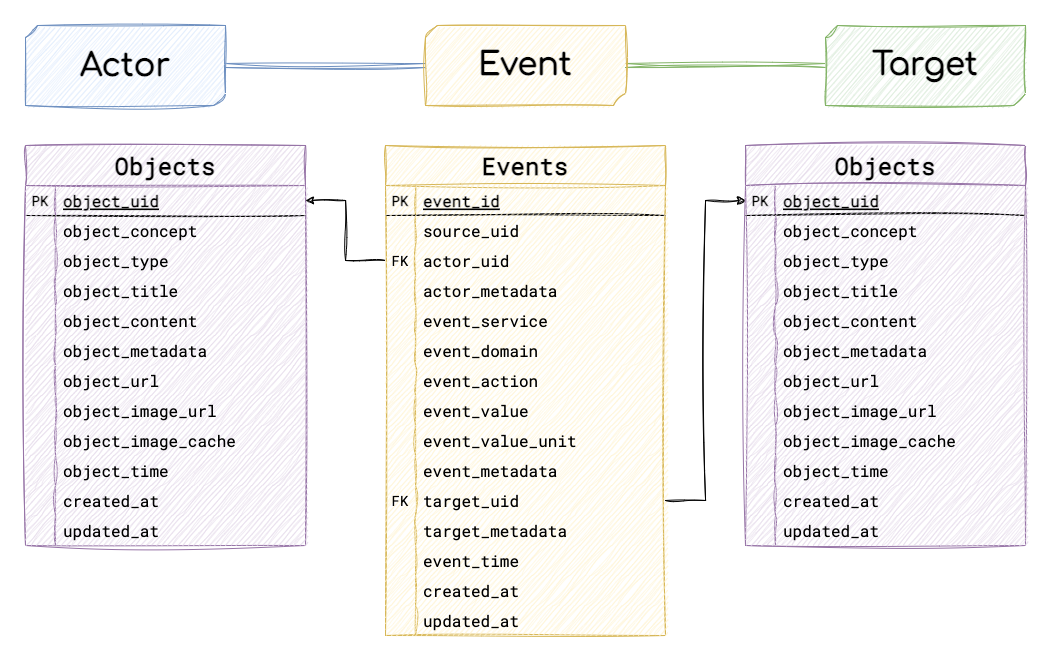 Actor
Event
Target
Objects
PK object_uid
object_concept
object_type
object_title
object_content
object_metadata
object_url
object_image_url
object_image_cache
object_time
created_at
updated_at
Events
PK event_id
source_uid
FK actor_uid
actor_metadata
event_service
event_domain
event_action
event_value
event_value_unit
event_metadata
FK target_uid
target_metadata
event_time
created_at
updated_at
Objects
PK object_uid
object_concept
object_type
object_title
object_content
object_metadata
object_url
object_image_url
object_image_cache
object_time
created_at
updated_at